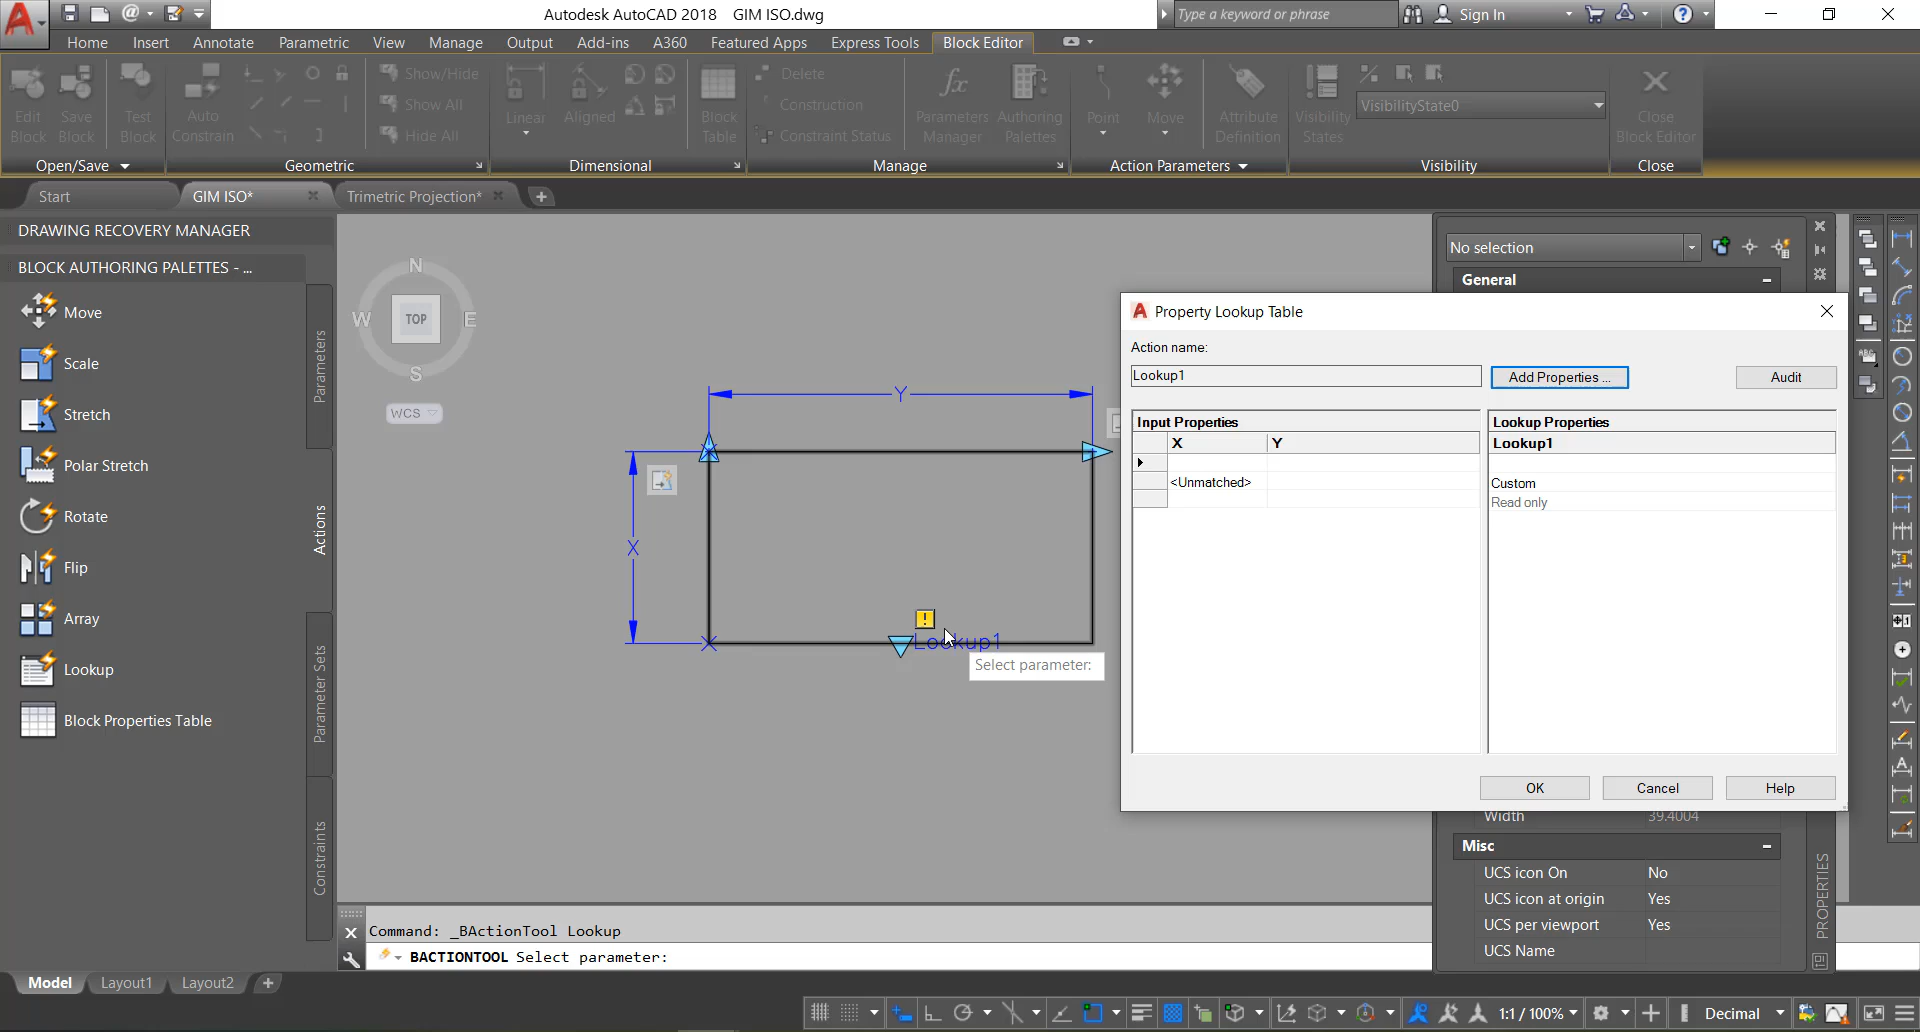 Autodesk AutoCAD 2018 GIM ISO.dwg
Type a keyword or phrase
Sign In
Home Insert Annotate Parametric View Manage Output Add-ins A360 Featured Apps Express Tools Block Editor
Edit Block
Save Block
Test Block
Auto Constrain
Show/Hide
Show All
Hide All
Linear
Aligned
Block Table
Delete
Construction
Constraint Status
Parameters Manager
Authoring Palettes
Point
Move
Attribute Definition
Visibility States
VisibilityState0
Close Block Editor
Open/Save
Geometric
Dimensional
Manage
Action Parameters
Visibility
Close
Start
GIM ISO*
Trimetric Projection*
DRAWING RECOVERY MANAGER
BLOCK AUTHORING PALETTES - ...
Move
Scale
Stretch
Polar Stretch
Rotate
Flip
Array
Lookup
Block Properties Table
Parameters
Actions
Parameter Sets
Constraints
N
W
TOP
E
S
WCS
Y
X
Lookup1
Select parameter:
No selection
General
Property Lookup Table
Action name:
Lookup1
Add Properties ...
Audit
Input Properties
X Y
<Unmatched>
Lookup Properties
Lookup1
Custom
Read only
OK
Cancel
Help
Width 39.4004
Misc
UCS icon On No
UCS icon at origin Yes
UCS per viewport Yes
UCS Name
PROPERTIES
Command: _BActionTool Lookup
BACTIONTOOL Select parameter:
Model Layout1 Layout2
1:1 / 100%
Decimal